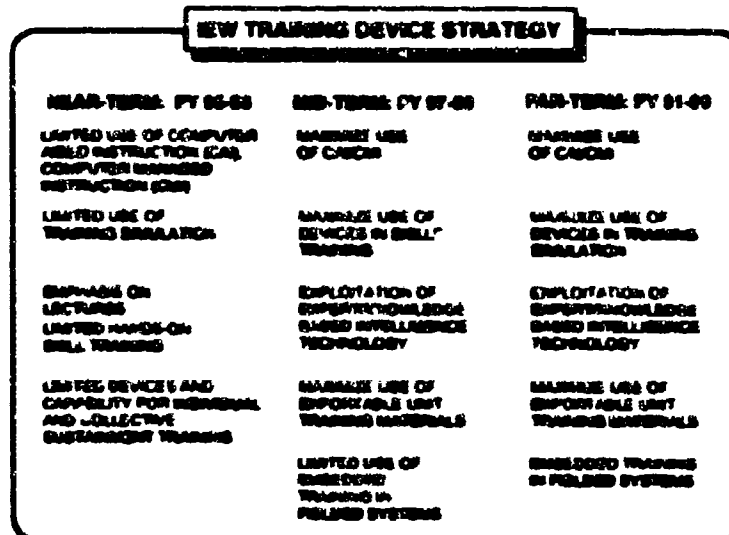 IEW TRAINING DEVICE STRATEGY
NEAR-TERM: FY
LIMITED USE OF COMPUTER
AIDED INSTRUCTION (CAI),
COMPUTER MANAGED
INSTRUCTION (CMI)
LIMITED USE OF
TRAINING SIMULATION
EMPHASIS ON
LECTURES
LIMITED HANDS-ON
SKILL TRAINING
LIMITED DEVICES AND
CAPABILITY FOR INDIVIDUAL
AND COLLECTIVE
SUSTAINMENT TRAINING
MID-TERM: FY
MAXIMIZE USE
OF CAI/CMI
MAXIMIZE USE OF
DEVICES IN SKILL
TRAINING
EXPLOITATION OF
EXPERT/KNOWLEDGE
BASED INTELLIGENCE
TECHNOLOGY
MAXIMIZE USE OF
EXPORTABLE UNIT
TRAINING MATERIALS
LIMITED USE OF
EMBEDDED
TRAINING IN
FIELDED SYSTEMS
FAR-TERM: FY
MAXIMIZE USE
OF CAI/CMI
MAXIMIZE USE OF
DEVICES IN TRAINING
SIMULATION
EXPLOITATION OF
EXPERT/KNOWLEDGE
BASED INTELLIGENCE
TECHNOLOGY
MAXIMIZE USE OF
EXPORTABLE UNIT
TRAINING MATERIALS
EMBEDDED TRAINING
IN FIELDED SYSTEMS